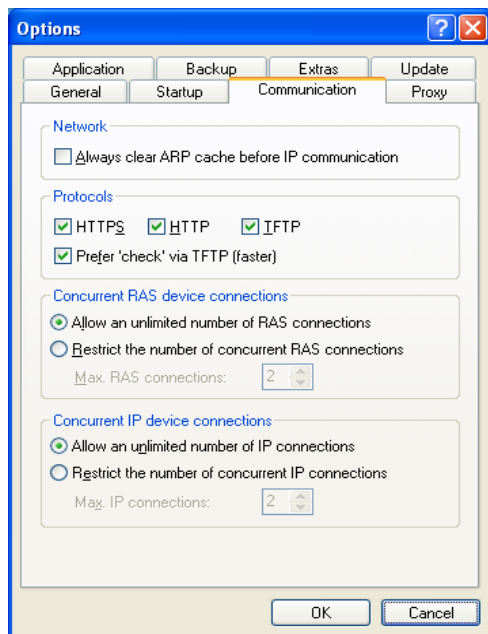 Options
Application Backup Extras Update
General Startup Communication Proxy
Network
Always clear ARP cache before IP communication
Protocols
HTTPS HTTP TFTP
Prefer 'check' via TFTP (faster)
Concurrent RAS device connections
Allow an unlimited number of RAS connections
Restrict the number of concurrent RAS connections
Max. RAS connections: 2
Concurrent IP device connections
Allow an unlimited number of IP connections
Restrict the number of concurrent IP connections
Max. IP connections: 2
OK Cancel